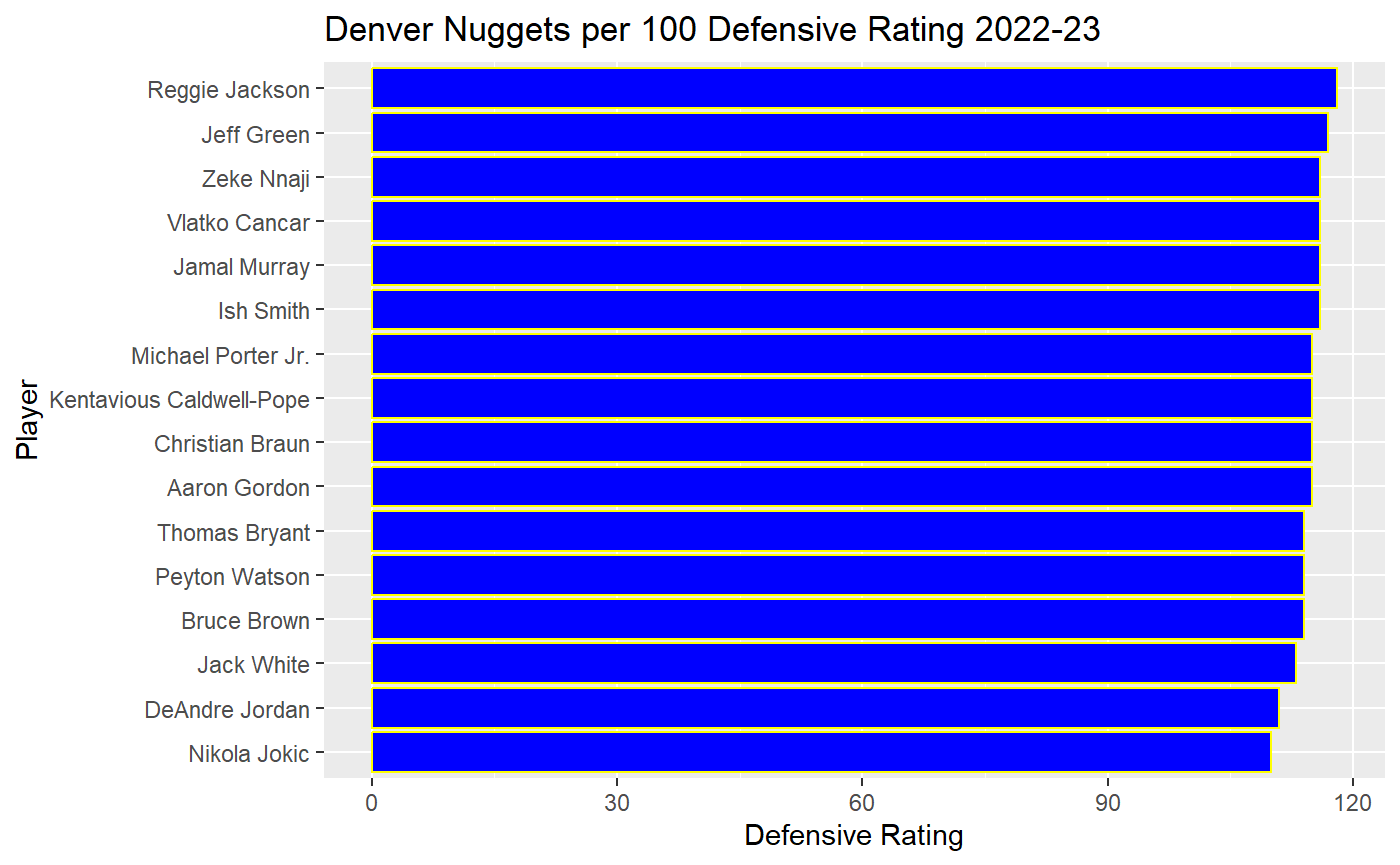 Denver Nuggets per 100 Defensive Rating 2022-23
Player
Reggie Jackson
Jeff Green
Zeke Nnaji
Vlatko Cancar
Jamal Murray
Ish Smith
Michael Porter Jr.
Kentavious Caldwell-Pope
Christian Braun
Aaron Gordon
Thomas Bryant
Peyton Watson
Bruce Brown
Jack White
DeAndre Jordan
Nikola Jokic
0 30 60 90 120
Defensive Rating